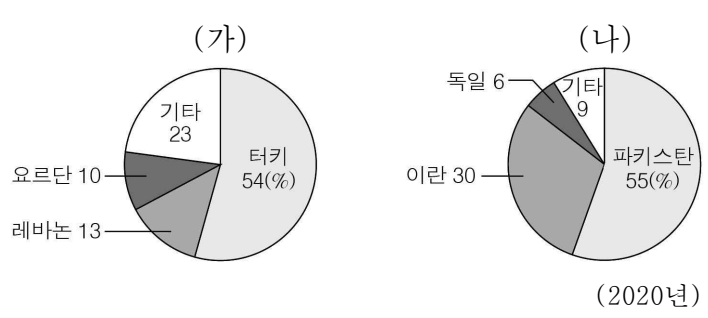 (가)
기타
23
터키
54(%)
요르단 10
레바논 13
(나)
독일 6
기타
9
파키스탄
55(%)
이란 30
(2020년)